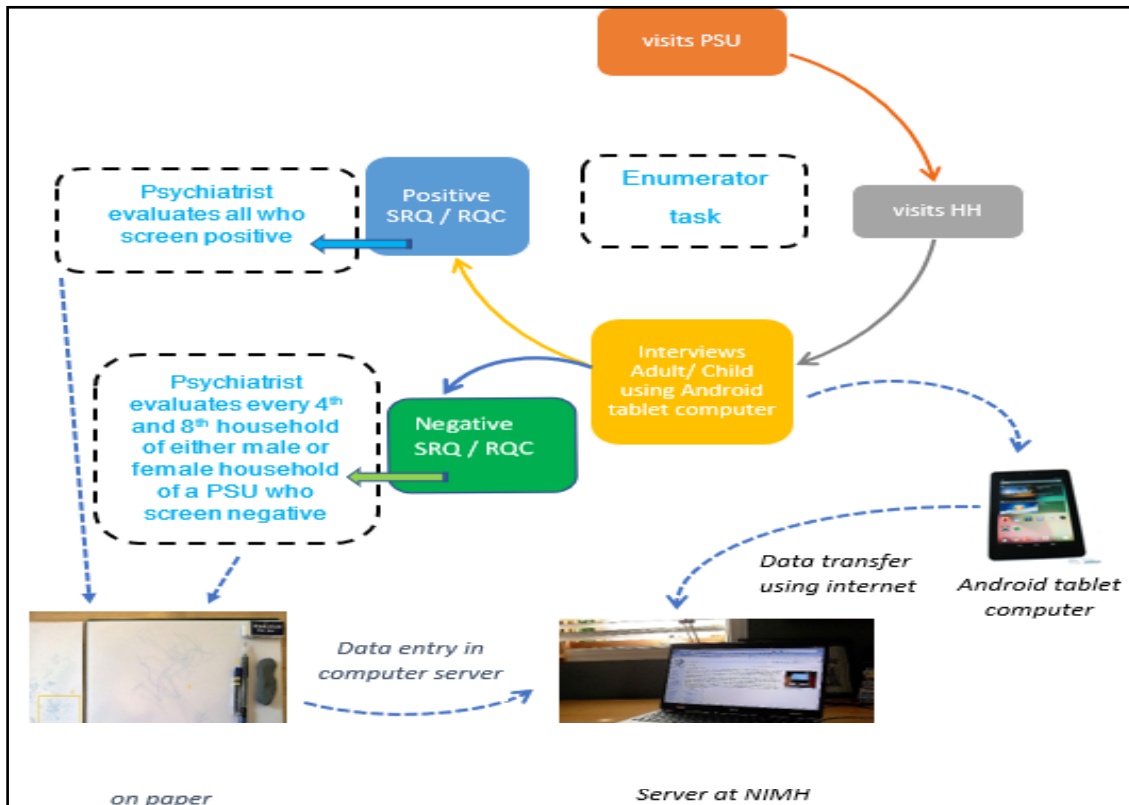 visits PSU
Psychiatrist
evaluates all who
screen positive
Positive
SRQ / RQC
Enumerator
task
visits HH
Interviews
Adult/ Child
using Android
tablet computer
Psychiatrist
evaluates every 4th
and 8th household
of either male or
female household
of a PSU who
screen negative
Negative
SRQ / RQC
Data transfer
using internet
Android tablet
computer
Data entry in
computer server
on paper
Server at NIMH